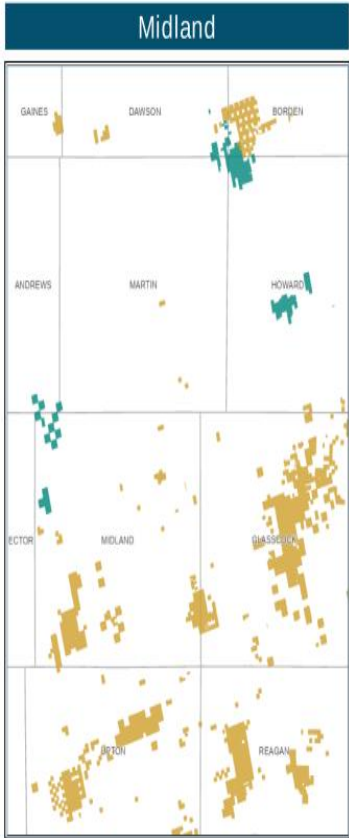 Midland
GAINES
DAWSON
BORDEN
ANDREWS
MARTIN
HOWARD
ECTOR
MIDLAND
GLASSCOCK
UPTON
REAGAN